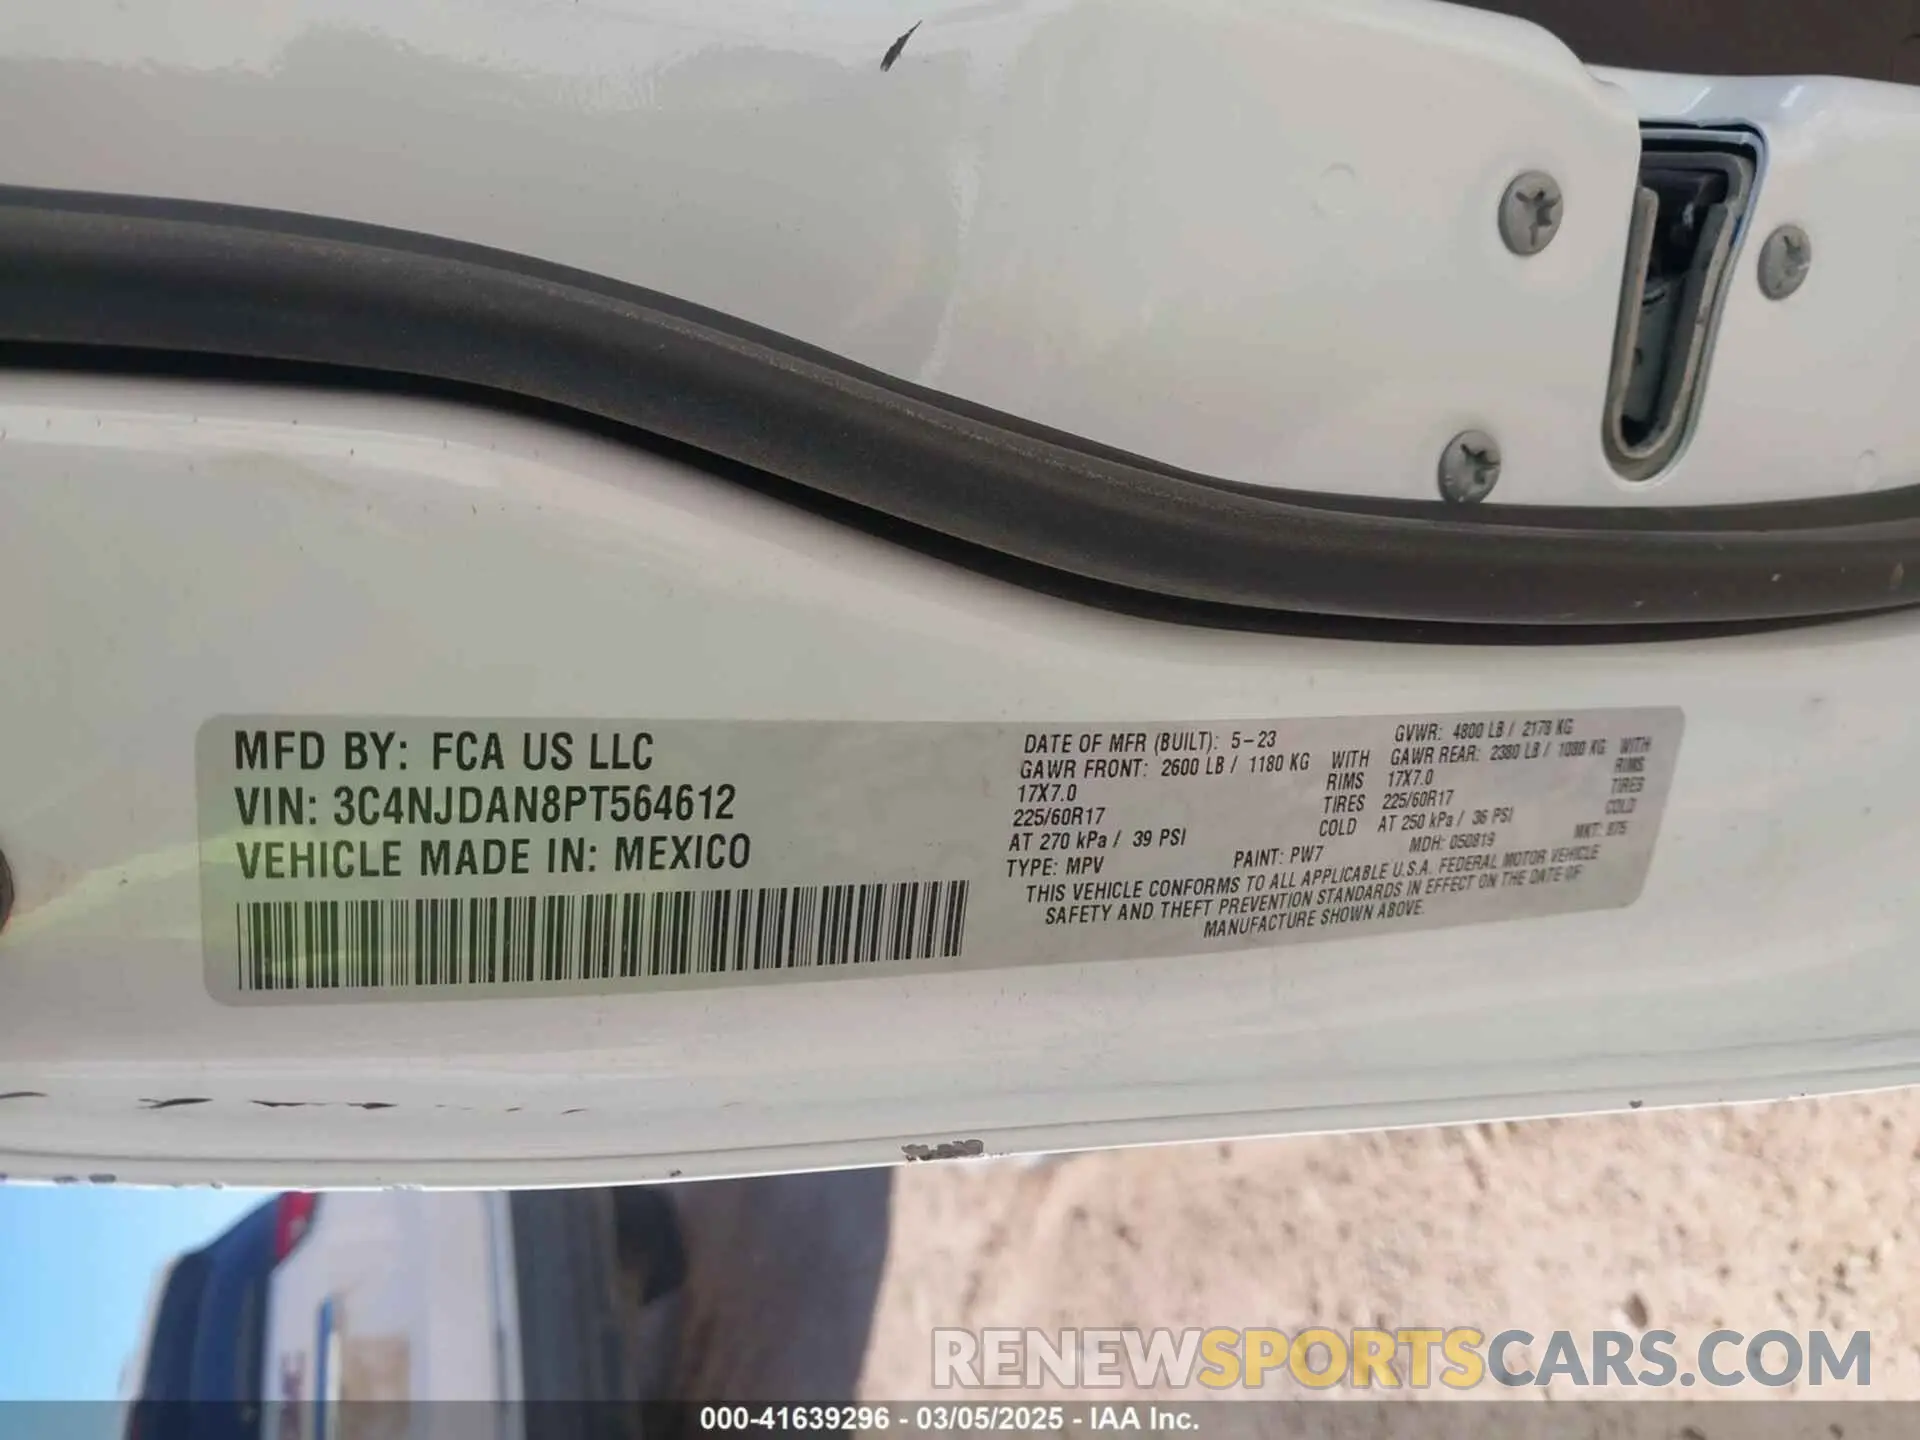 MFD BY: FCA US LLC
VIN: 3C4NJDAN8PT564612
VEHICLE MADE IN: MEXICO
DATE OF MFR (BUILT): 5-23 GVWR: 4800 LB / 2178 KG
GAWR FRONT: 2600 LB / 1180 KG WITH GAWR REAR: 2380 LB / 1080 KG WITH
17X7.0 RIMS 17X7.0 RIMS
225/60R17 TIRES 225/60R17 TIRES
AT 270 kPa / 39 PSI COLD AT 250 kPa / 36 PSI COLD
TYPE: MPV PAINT: PW7 MDH: 050819 MKT:
THIS VEHICLE CONFORMS TO ALL APPLICABLE U.S.A. FEDERAL MOTOR VEHICLE
SAFETY AND THEFT PREVENTION STANDARDS IN EFFECT ON THE DATE OF
MANUFACTURE SHOWN ABOVE.
RENEWSPORTSCARS.COM
000-41639296 - 03/05/2025 - IAA Inc.